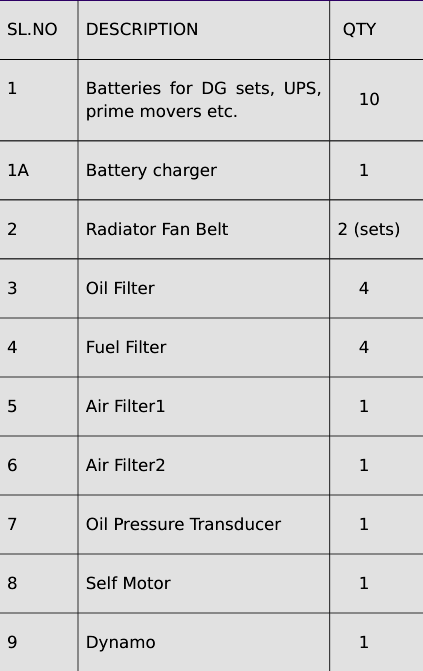 SL.NO DESCRIPTION QTY
1 Batteries for DG sets, UPS, 10
prime movers etc.
1A Battery charger 1
2 Radiator Fan Belt 2 (sets)
3 Oil Filter 4
4 Fuel Filter 4
5 Air Filter1 1
6 Air Filter2 1
7 Oil Pressure Transducer 1
8 Self Motor 1
9 Dynamo 1